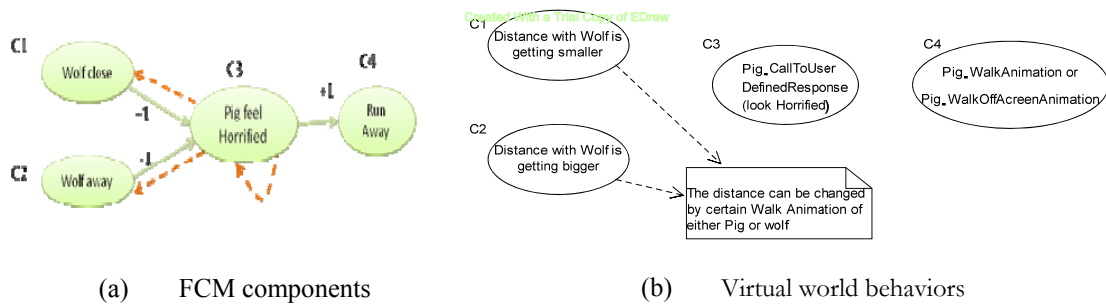 C1
Wolf close
C2
Wolf away
-1
-1
C3
Pig feel
Horrified
+1
C4
Run
Away
Created With a Trial Copy of EDraw
C1
Distance with Wolf is
getting smaller
C2
Distance with Wolf is
getting bigger
C3
Pig_CallToUser
DefinedResponse
(look Horrified)
C4
Pig_WalkAnimation or
Pig_WalkOffAcreenAnimation
The distance can be changed
by certain Walk Animation of
either Pig or wolf
(a) FCM components
(b) Virtual world behaviors